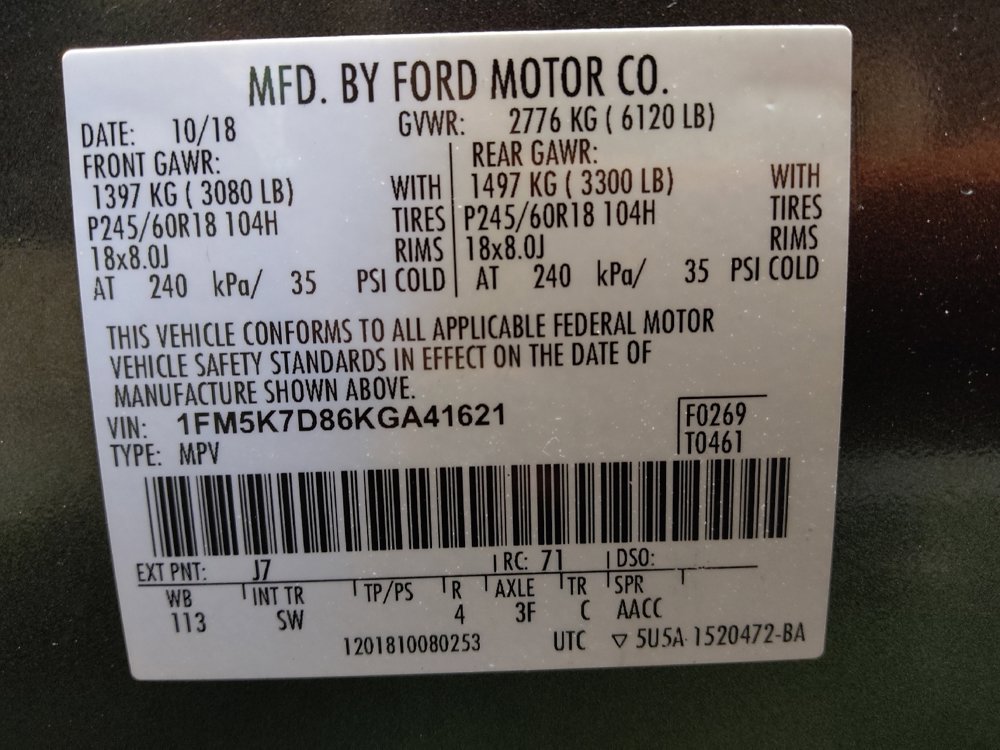 MFD. BY FORD MOTOR CO.
DATE: 10/18 GVWR: 2776 KG ( 6120 LB)
FRONT GAWR: REAR GAWR:
1397 KG ( 3080 LB) WITH 1497 KG ( 3300 LB) WITH
P245/60R18 104H TIRES P245/60R18 104H TIRES
18x8.0J RIMS 18x8.0J RIMS
AT 240 kPa/ 35 PSI COLD AT 240 kPa/ 35 PSI COLD
THIS VEHICLE CONFORMS TO ALL APPLICABLE FEDERAL MOTOR
VEHICLE SAFETY STANDARDS IN EFFECT ON THE DATE OF
MANUFACTURE SHOWN ABOVE.
VIN: 1FM5K7D86KGA41621 F0269
TYPE: MPV T0461
EXT PNT: J7 RC: 71 DSO:
WB INT TR TP/PS R AXLE TR SPR
113 SW 4 3F C AACC
1201810080253 UTC ▽ 5U5A-1520472-BA